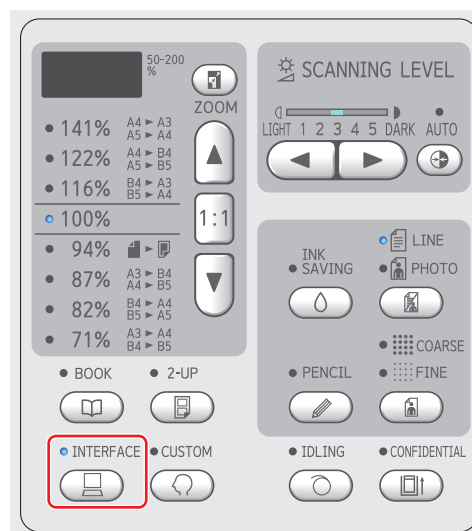 50-200
%
ZOOM
141% A4 ► A3
A5 ► A4
122% A4 ► B4
A5 ► B5
116% B4 ► A3
B5 ► A4
100%
1:1
94%
87% A3 ► B4
A4 ► B5
82% B4 ► A4
B5 ► A5
71% A3 ► A4
B4 ► B5
BOOK
2-UP
INTERFACE
CUSTOM
SCANNING LEVEL
LIGHT 1 2 3 4 5 DARK AUTO
INK
SAVING
LINE
PHOTO
COARSE
PENCIL
FINE
IDLING
CONFIDENTIAL